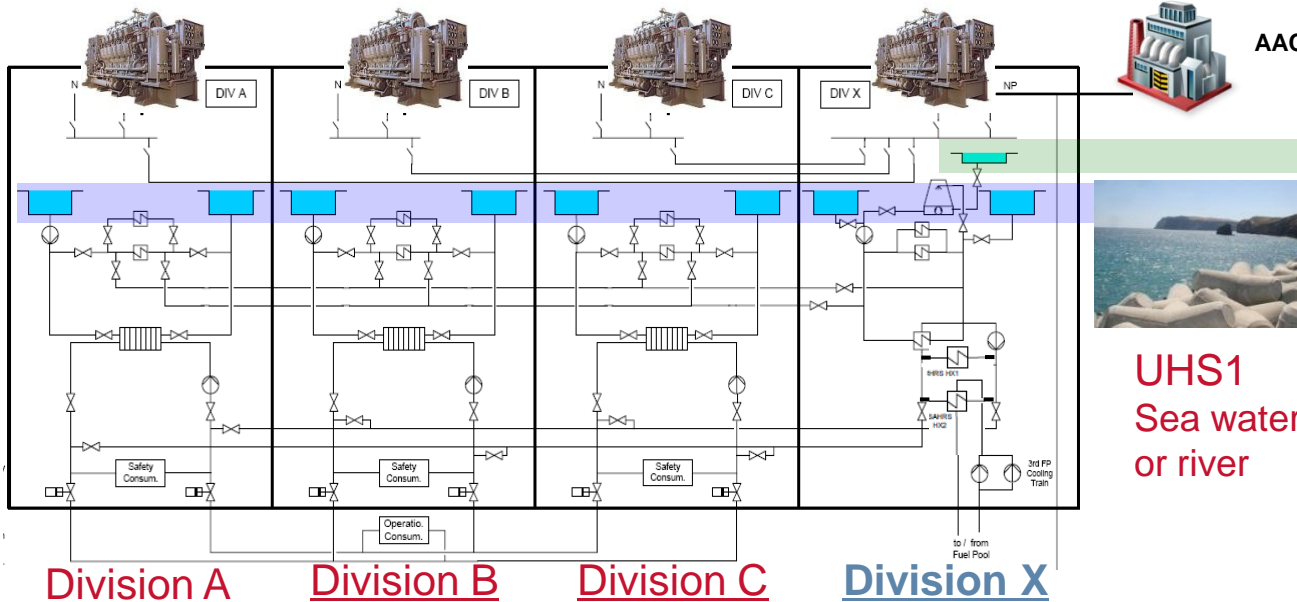 AAC
N
DIV A
N
DIV B
N
DIV C
DIV X
NP
tHRS HX1
SAHRS
HX2
Safety
Consum.
Safety
Consum.
Safety
Consum.
3rd FP
Cooling
Train
Operatio.
Consum.
to / from
Fuel Pool
UHS1
Sea water
or river
Division A
Division B
Division C
Division X